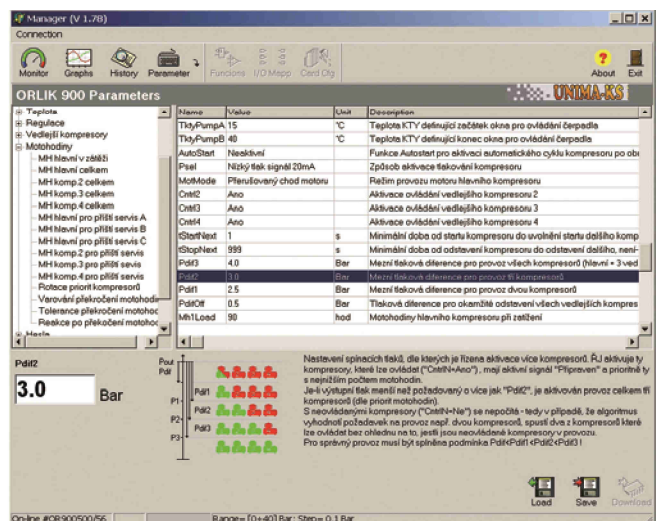 Manager (V 1.78)
Connection
Monitor Graphs History Parameter Functions I/O Mapp Card Cfg About Exit
ORLIK 900 Parameters
UNIMA-KS
Teplota
Regulace
Vedlejší kompresory
Motohodiny
MH hlavní v zátěži
MH hlavní celkem
MH komp.2 celkem
MH komp.3 celkem
MH komp.4 celkem
MH hlavní pro příští servis A
MH hlavní pro příští servis B
MH hlavní pro příští servis C
MH komp.2 pro příští servis
MH komp.3 pro příští sevis
MH komp.4 pro příští servis
Rotace priorit kompresorů
Varování překročení motohodin
Tolerance překročení motohoc
Reakce po překočení motohoc
Hesla
Name Value Unit Description
TktyPumpA 15 °C Teplota KTY definující začátek okna pro ovládání čerpadla
TktyPumpB 40 °C Teplota KTY definující konec okna pro ovládání čerpadla
AutoStart Neaktivní Funkce Autostart pro aktivaci automatického cyklu kompresoru po obn
Psel Nízký tlak signál 20mA Způsob aktivace tlakování kompresoru
MotMode Přerušovaný chod motoru Režim provozu motoru hlavního kompresoru
Cntrl2 Ano Aktivace ovládání vedlejšího kompresoru 2
Cntrl3 Ano Aktivace ovládání vedlejšího kompresoru 3
Cntrl4 Ano Aktivace ovládání vedlejšího kompresoru 4
tStartNext 1 s Minimální doba od startu kompresoru do uvolnění startu dalšího komp
tStopNext 999 s Minimální doba od odstavení kompresoru do odstavení dalšího, není-
Pdif3 4.0 Bar Mezní tlaková diference pro provoz všech kompresorů (hlavní + 3 ved
Pdif2 3.0 Bar Mezní tlaková diference pro provoz tří kompresorů
Pdif1 2.5 Bar Mezní tlaková diference pro provoz dvou kompresorů
PdifOff 0.5 Bar Tlaková diference pro okamžité odstavení všech vedlejších kompres
Mh1Load 90 hod Motohodiny hlavního kompresoru při zatížení
Pdif2
3.0 Bar
Pout
Pdif
Pdif1
P1
Pdif2
P2
Pdif3
P3
Nastavení spínacích tlaků, dle kterých je řízena aktivace více kompresorů. ŘJ aktivuje ty
kompresory, které lze ovládat ("CntrlN=Ano") , mají aktivní signál "Připraven" a prioritně ty
s nejnižším počtem motohodin.
Je-li výstupní tlak menší než požadovaný o více jak "Pdif2", je aktivován provoz celkem tří
kompresorů (dle priorit motohodin).
S neovládanými kompresory ("CntrlN=Ne") se nepočítá - tedy v případě, že algoritmus
vyhodnotí požadavek na provoz např. dvou kompresorů, spustí dva z kompresorů které
lze ovládat bez ohledu na to, jestli jsou neovládané kompresory v provozu.
Pro správný provoz musí být splněna podmínka Pdif<Pdif1<Pdif2<Pdif3 !
Load Save Download
On-line #OR900500/56 Range= [0÷40] Bar; Step= 0.1 Bar